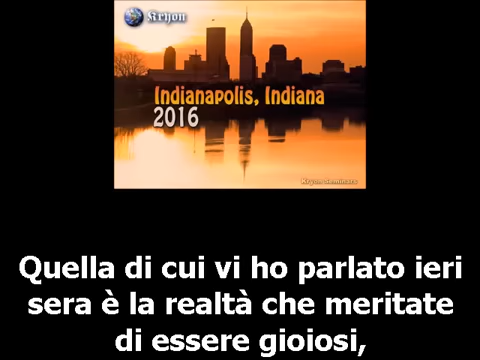 Kryon
Indianapolis, Indiana
2016
Kryon Seminars
Quella di cui vi ho parlato ieri
sera è la realtà che meritate
di essere gioiosi,